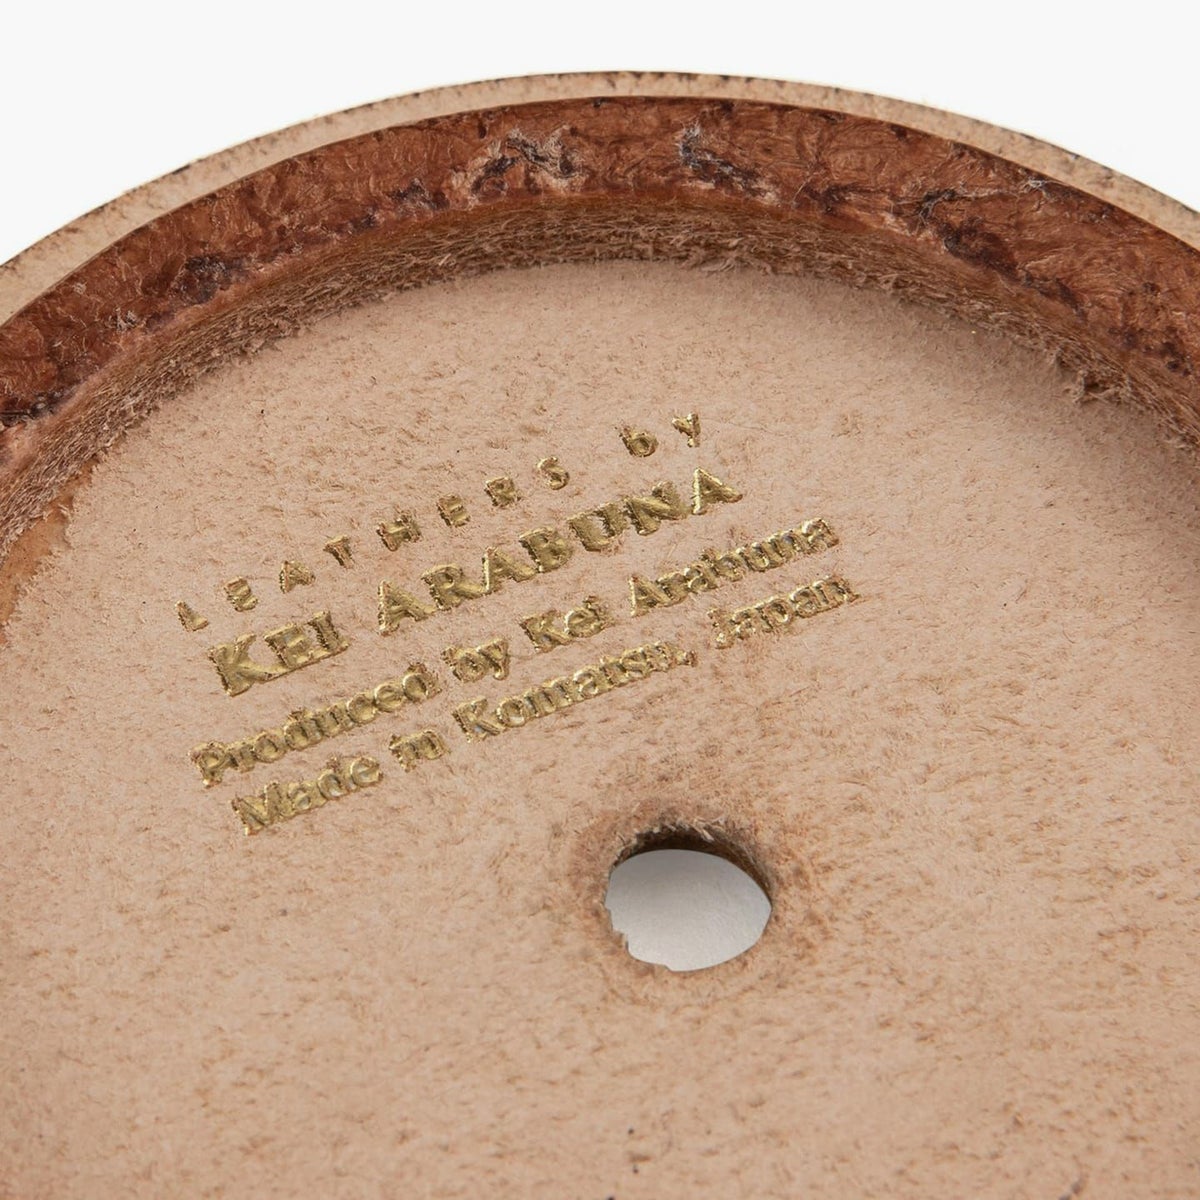 LEATHERS by
KEI ARABUNA
Produced by Kei Arabuna
Made in Komatsu, Japan